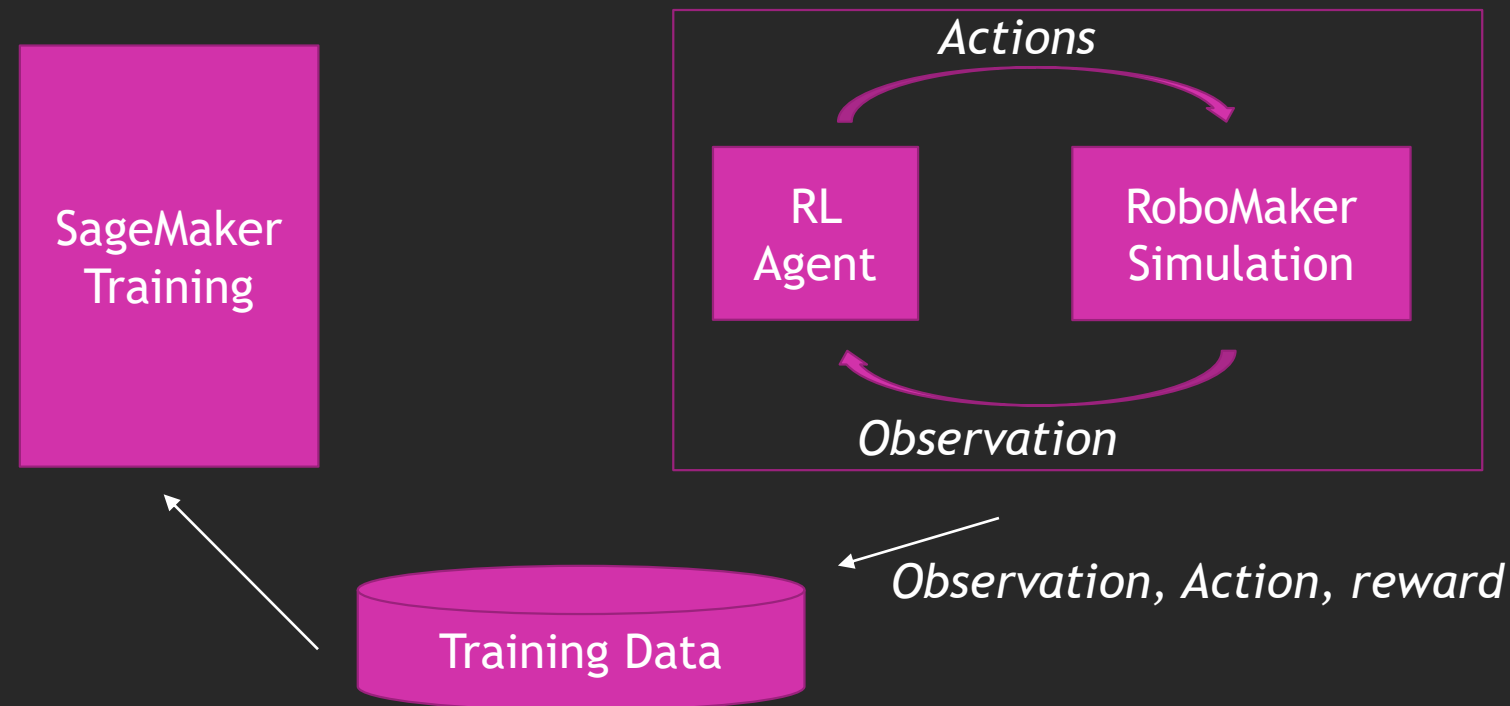 Actions
SageMaker
Training
RL
Agent
RoboMaker
Simulation
Observation
Observation, Action, reward
Training Data